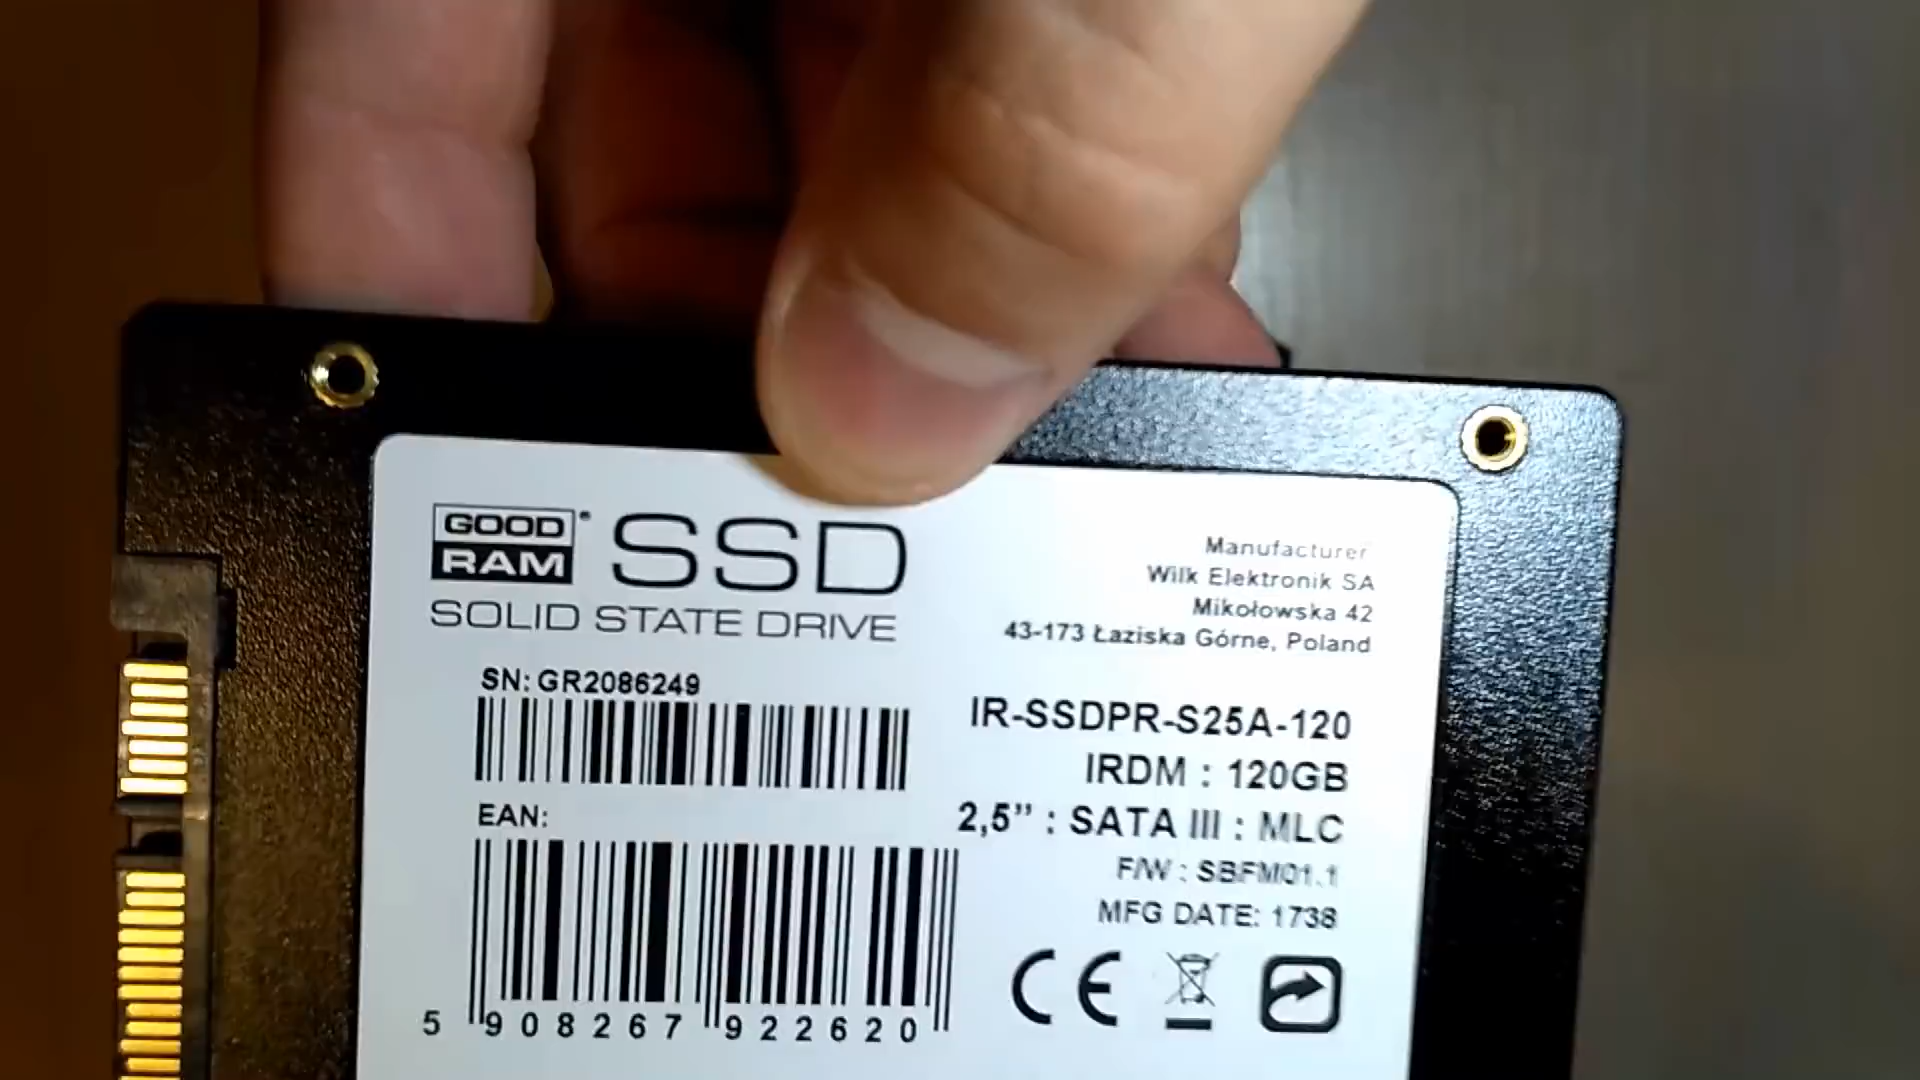 GOOD
RAM
SSD
SOLID STATE DRIVE
Manufacturer
Wilk Elektronik SA
Mikołowska 42
43-173 Łaziska Górne, Poland
SN: GR2086249
IR-SSDPR-S25A-120
IRDM : 120GB
2,5” : SATA III : MLC
F/W : SBFM01.1
MFG DATE: 1738
EAN:
5 908267 922620
CE